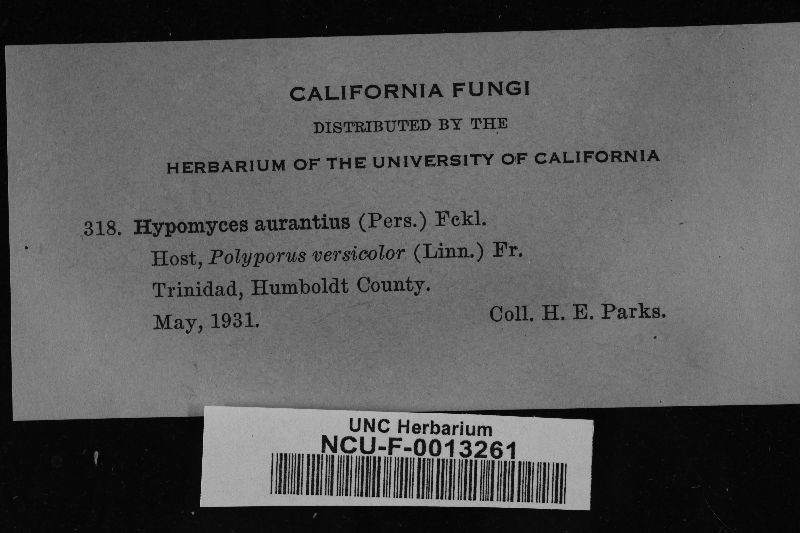 CALIFORNIA FUNGI
DISTRIBUTED BY THE
HERBARIUM OF THE UNIVERSITY OF CALIFORNIA
318. Hypomyces aurantius (Pers.) Fckl.
Host, Polyporus versicolor (Linn.) Fr.
Trinidad, Humboldt County.
May, 1931. Coll. H. E. Parks.
UNC Herbarium
NCU-F-0013261